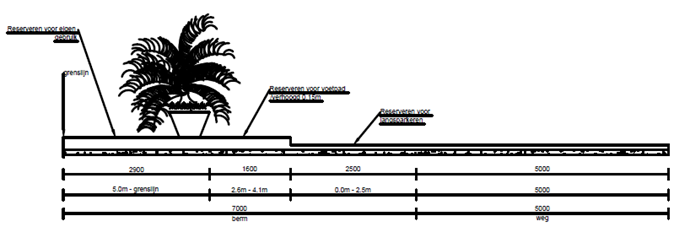 Reserveren voor eigen
gebruik
grenslijn
Reserveren voor voetpad
verhoogd 0.15m
Reserveren voor
langsparkeren
2900
1600
2500
5000
5.0m - grenslijn
2.6m - 4.1m
0.0m - 2.5m
5000
7000
5000
berm
weg